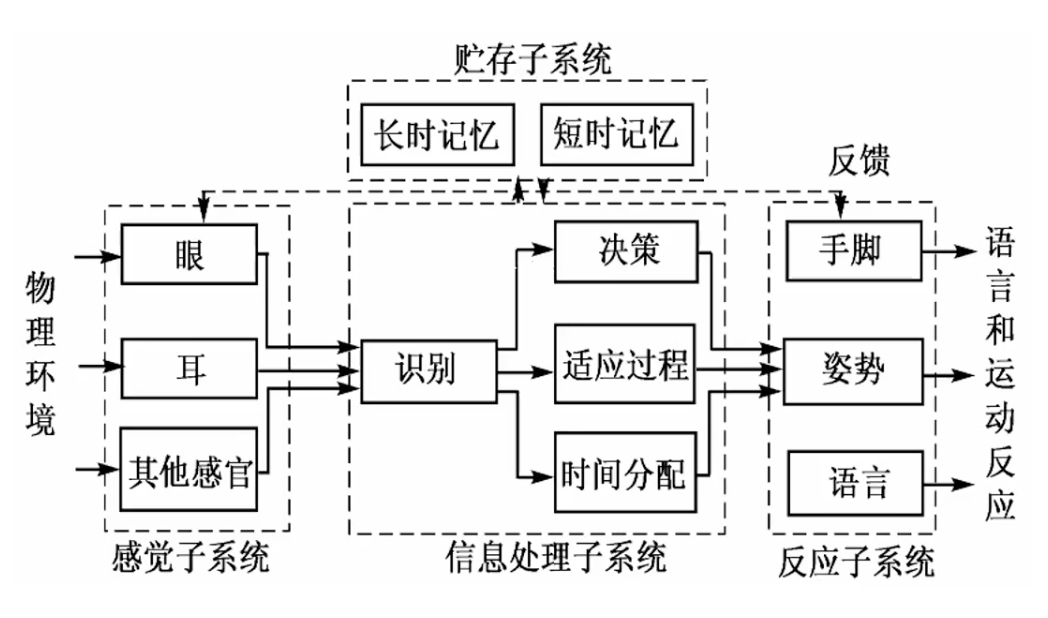 贮存子系统
长时记忆
短时记忆
反馈
物理环境
眼
耳
其他感官
感觉子系统
识别
决策
适应过程
时间分配
信息处理子系统
手脚
姿势
语言
反应子系统
语言和运动反应